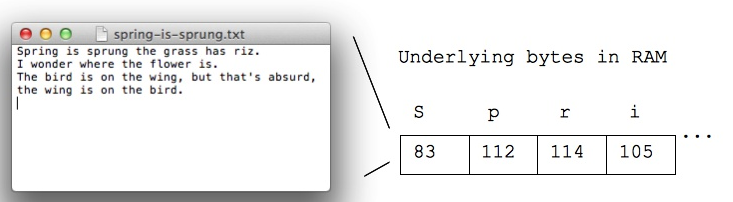 spring-is-sprung.txt
Spring is sprung the grass has riz.
I wonder where the flower is.
The bird is on the wing, but that's absurd,
the wing is on the bird.
Underlying bytes in RAM
S p r i
83 112 114 105 ...